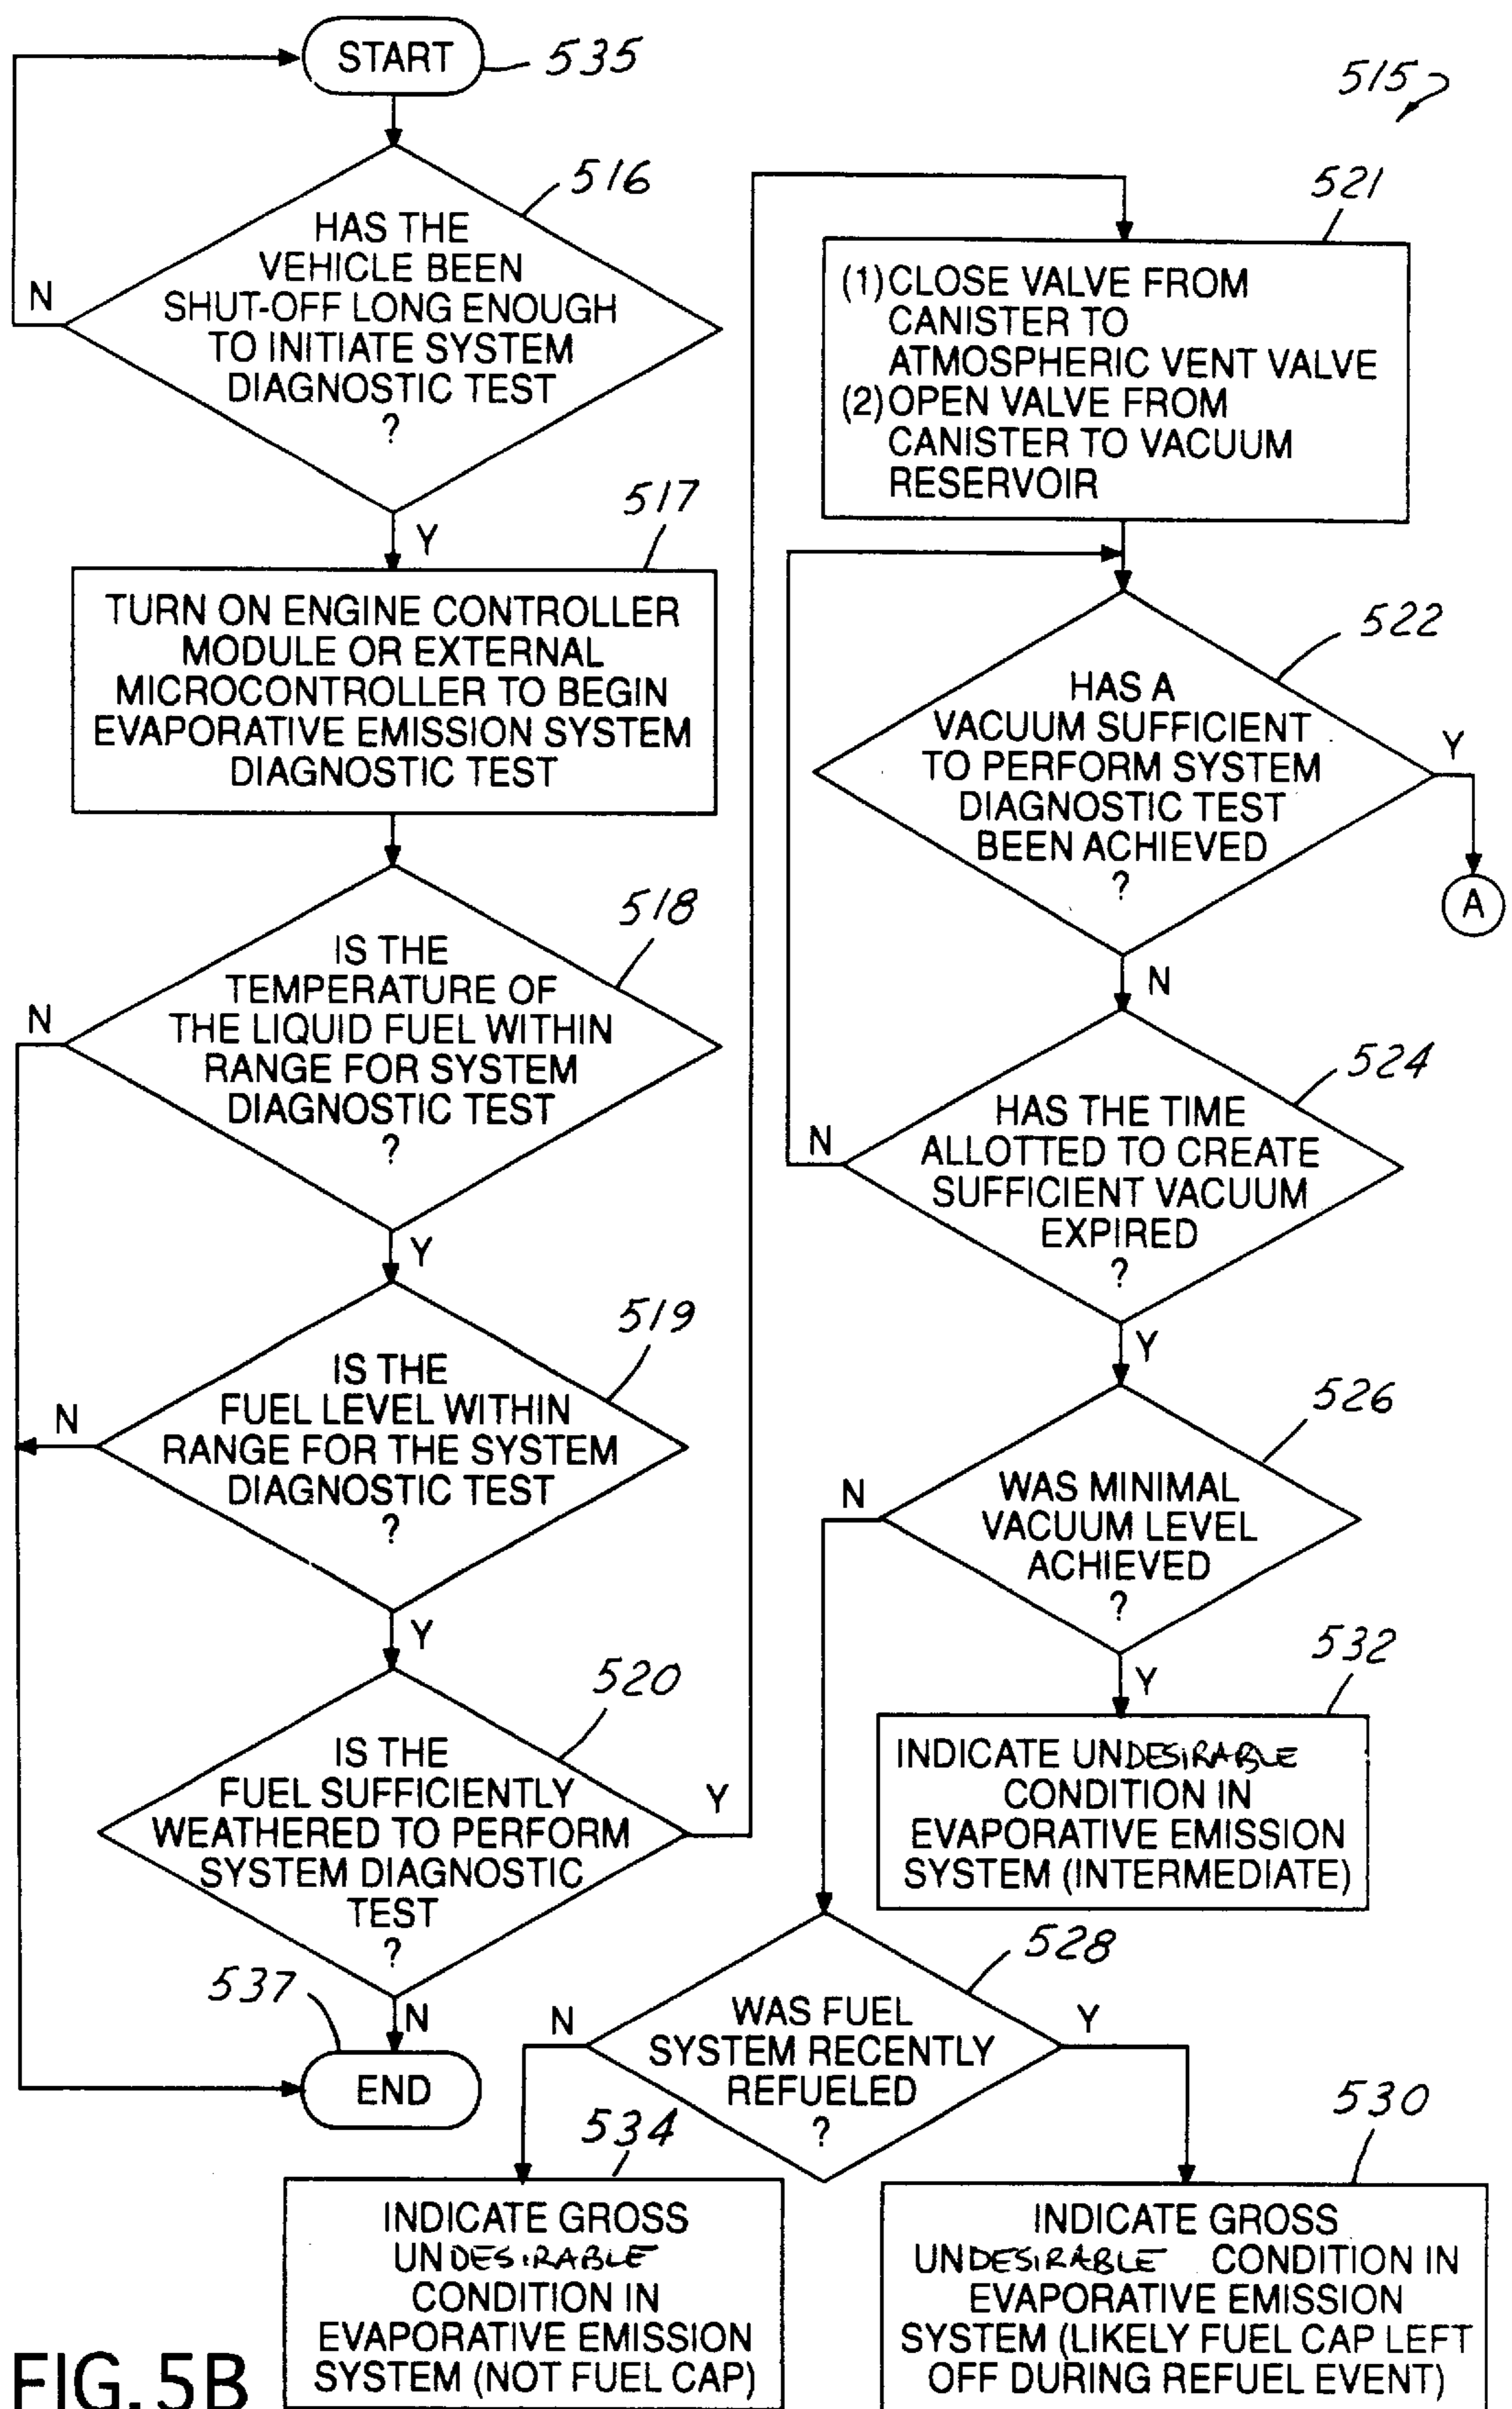 START
535
515
516
HAS THE
VEHICLE BEEN
SHUT-OFF LONG ENOUGH
TO INITIATE SYSTEM
DIAGNOSTIC TEST
?
N
Y
517
TURN ON ENGINE CONTROLLER
MODULE OR EXTERNAL
MICROCONTROLLER TO BEGIN
EVAPORATIVE EMISSION SYSTEM
DIAGNOSTIC TEST
518
IS THE
TEMPERATURE OF
THE LIQUID FUEL WITHIN
RANGE FOR SYSTEM
DIAGNOSTIC TEST
?
N
Y
519
IS THE
FUEL LEVEL WITHIN
RANGE FOR THE SYSTEM
DIAGNOSTIC TEST
?
N
Y
520
IS THE
FUEL SUFFICIENTLY
WEATHERED TO PERFORM
SYSTEM DIAGNOSTIC
TEST
?
Y
N
537
END
521
(1) CLOSE VALVE FROM
CANISTER TO
ATMOSPHERIC VENT VALVE
(2) OPEN VALVE FROM
CANISTER TO VACUUM
RESERVOIR
522
HAS A
VACUUM SUFFICIENT
TO PERFORM SYSTEM
DIAGNOSTIC TEST
BEEN ACHIEVED
?
Y
A
N
524
HAS THE TIME
ALLOTTED TO CREATE
SUFFICIENT VACUUM
EXPIRED
?
N
Y
526
WAS MINIMAL
VACUUM LEVEL
ACHIEVED
?
N
Y
532
INDICATE UNDESIRABLE
CONDITION IN
EVAPORATIVE EMISSION
SYSTEM (INTERMEDIATE)
528
WAS FUEL
SYSTEM RECENTLY
REFUELED
?
N
Y
534
INDICATE GROSS
UNDESIRABLE
CONDITION IN
EVAPORATIVE EMISSION
SYSTEM (NOT FUEL CAP)
530
INDICATE GROSS
UNDESIRABLE CONDITION IN
EVAPORATIVE EMISSION
SYSTEM (LIKELY FUEL CAP LEFT
OFF DURING REFUEL EVENT)
FIG. 5B